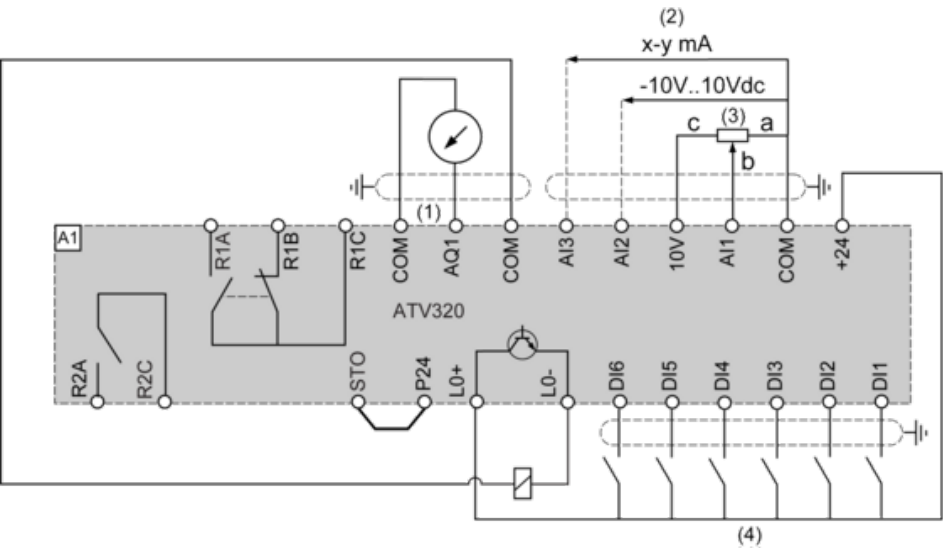 (2)
x-y mA
-10V..10Vdc
c (3) a
b
(1)
A1
R1A R1B R1C COM AQ1 COM AI3 AI2 10V AI1 COM +24
ATV320
R2A R2C STO P24 L0+ L0- DI6 DI5 DI4 DI3 DI2 DI1
(4)